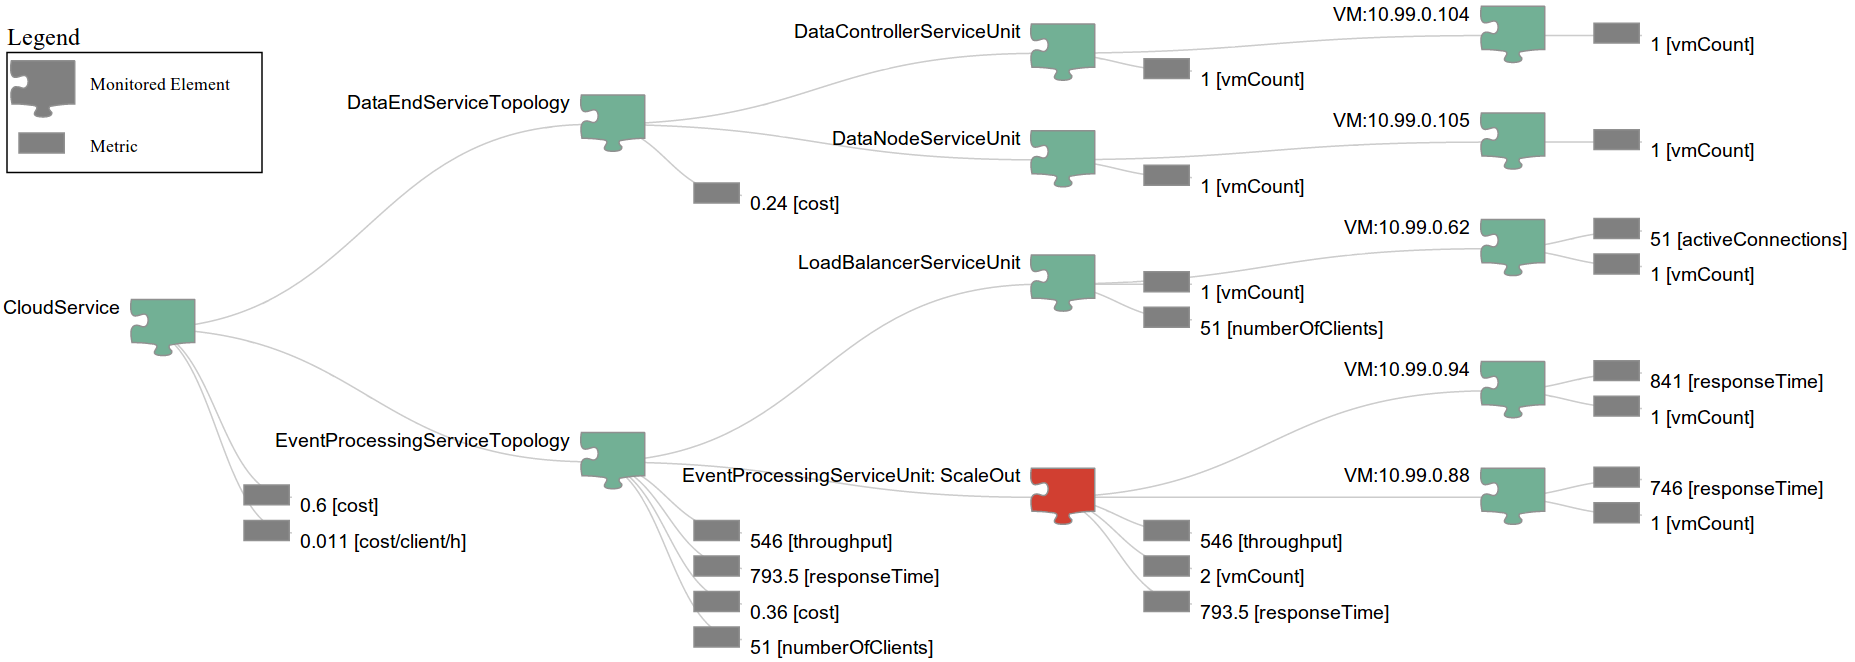 Legend
Monitored Element
Metric
CloudService
0.6 [cost]
0.011 [cost/client/h]
DataEndServiceTopology
0.24 [cost]
EventProcessingServiceTopology
546 [throughput]
793.5 [responseTime]
0.36 [cost]
51 [numberOfClients]
DataControllerServiceUnit
1 [vmCount]
DataNodeServiceUnit
1 [vmCount]
LoadBalancerServiceUnit
1 [vmCount]
51 [numberOfClients]
EventProcessingServiceUnit: ScaleOut
546 [throughput]
2 [vmCount]
793.5 [responseTime]
VM:10.99.0.104
1 [vmCount]
VM:10.99.0.105
1 [vmCount]
VM:10.99.0.62
51 [activeConnections]
1 [vmCount]
VM:10.99.0.94
841 [responseTime]
1 [vmCount]
VM:10.99.0.88
746 [responseTime]
1 [vmCount]